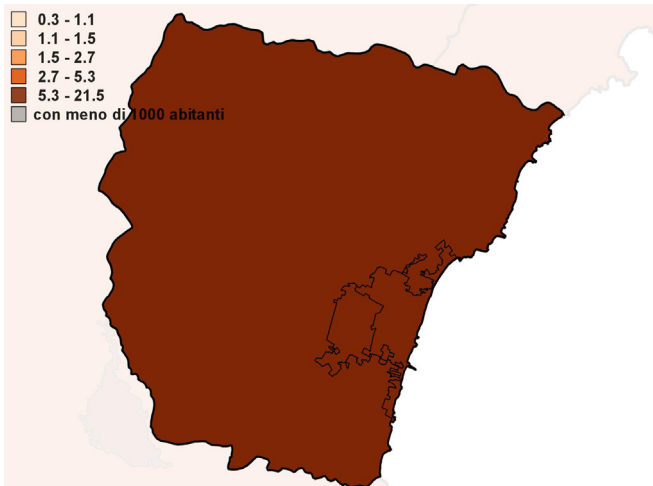 0.3 - 1.1
1.1 - 1.5
1.5 - 2.7
2.7 - 5.3
5.3 - 21.5
con meno di 1000 abitanti